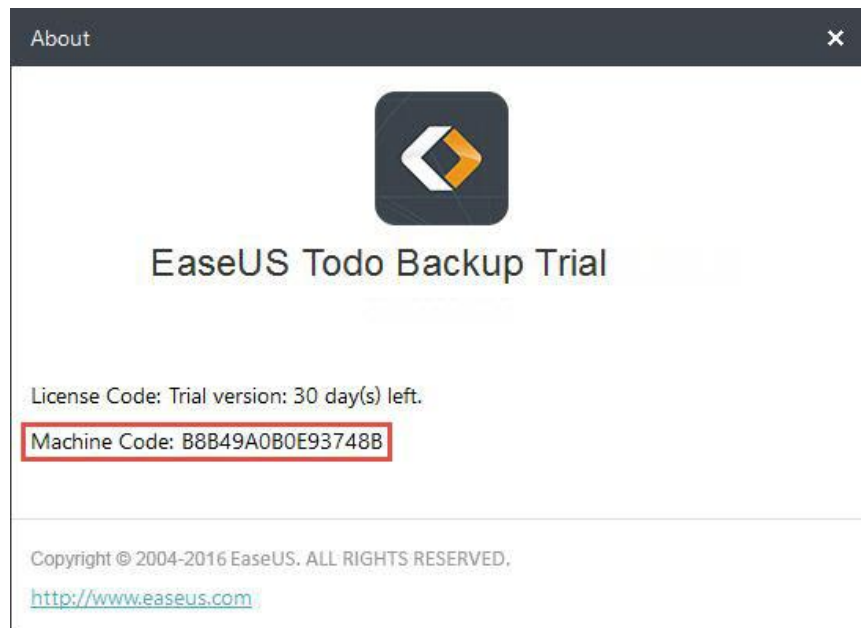 About
EaseUS Todo Backup Trial
License Code: Trial version: 30 day(s) left.
Machine Code: B8B49A0B0E93748B
Copyright © 2004-2016 EaseUS. ALL RIGHTS RESERVED.
http://www.easeus.com